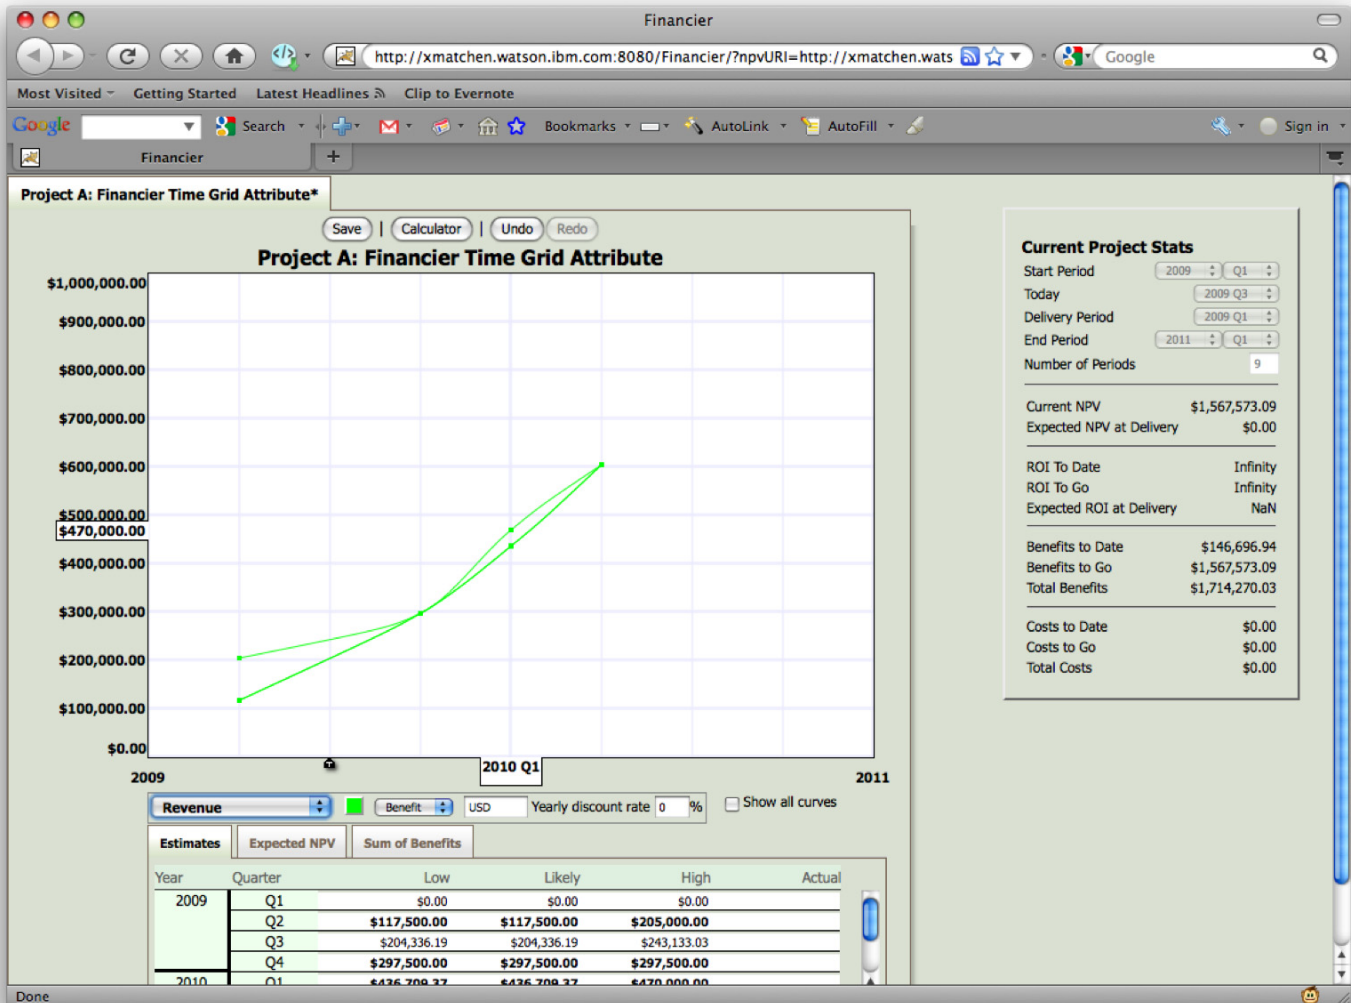 Financier
http://xmatchen.watson.ibm.com:8080/Financier/?npvURI=http://xmatchen.wats
Google
Most Visited Getting Started Latest Headlines Clip to Evernote
Google Search Bookmarks AutoLink AutoFill Sign in
Financier +
Project A: Financier Time Grid Attribute*
Save | Calculator | Undo Redo
Project A: Financier Time Grid Attribute
$1,000,000.00
$900,000.00
$800,000.00
$700,000.00
$600,000.00
$500,000.00
$470,000.00
$400,000.00
$300,000.00
$200,000.00
$100,000.00
$0.00
2009 2010 Q1 2011
Revenue Benefit USD Yearly discount rate 0 % Show all curves
Estimates Expected NPV Sum of Benefits
Year Quarter Low Likely High Actual
2009 Q1 $0.00 $0.00 $0.00
Q2 $117,500.00 $117,500.00 $205,000.00
Q3 $204,336.19 $204,336.19 $243,133.03
Q4 $297,500.00 $297,500.00 $297,500.00
2010 Q1 $436,709.37 $436,709.37 $470,000.00
Current Project Stats
Start Period 2009 Q1
Today 2009 Q3
Delivery Period 2009 Q1
End Period 2011 Q1
Number of Periods 9
Current NPV $1,567,573.09
Expected NPV at Delivery $0.00
ROI To Date Infinity
ROI To Go Infinity
Expected ROI at Delivery NaN
Benefits to Date $146,696.94
Benefits to Go $1,567,573.09
Total Benefits $1,714,270.03
Costs to Date $0.00
Costs to Go $0.00
Total Costs $0.00
Done